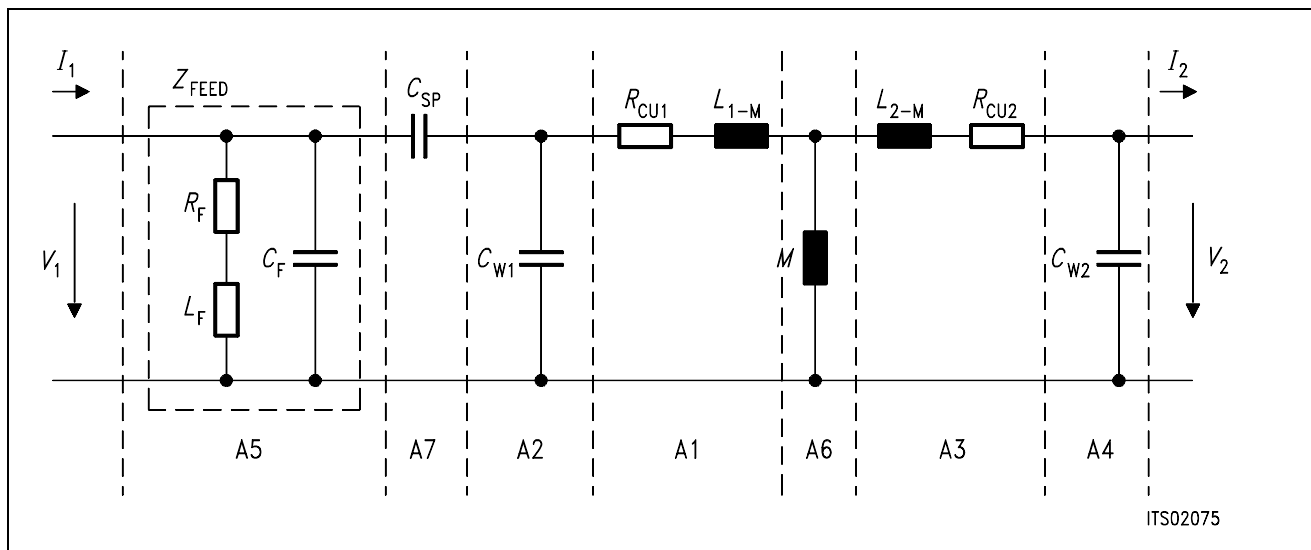 I1
I2
ZFEED
CSP
RCU1
L1-M
L2-M
RCU2
RF
V1
CF
CW1
M
CW2
V2
LF
A5
A7
A2
A1
A6
A3
A4
ITS02075